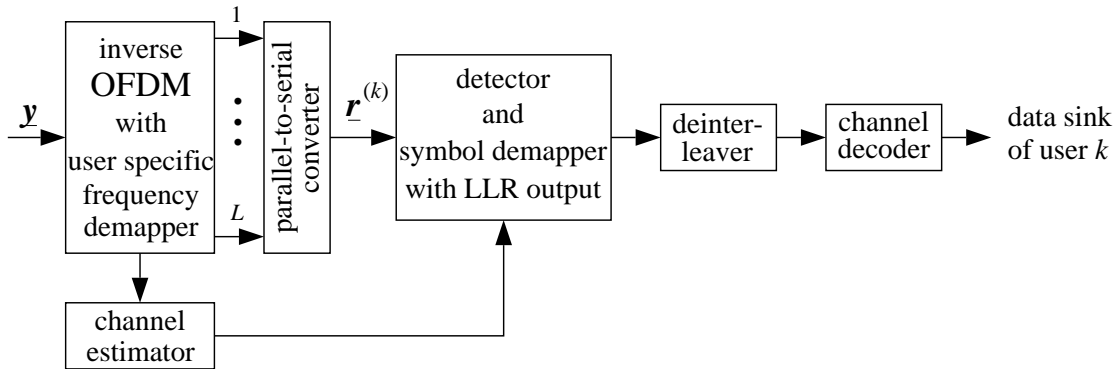 y
inverse
OFDM
with
user specific
frequency
demapper
1
L
parallel-to-serial
converter
r(k)
detector
and
symbol demapper
with LLR output
deinter-
leaver
channel
decoder
data sink
of user k
channel
estimator